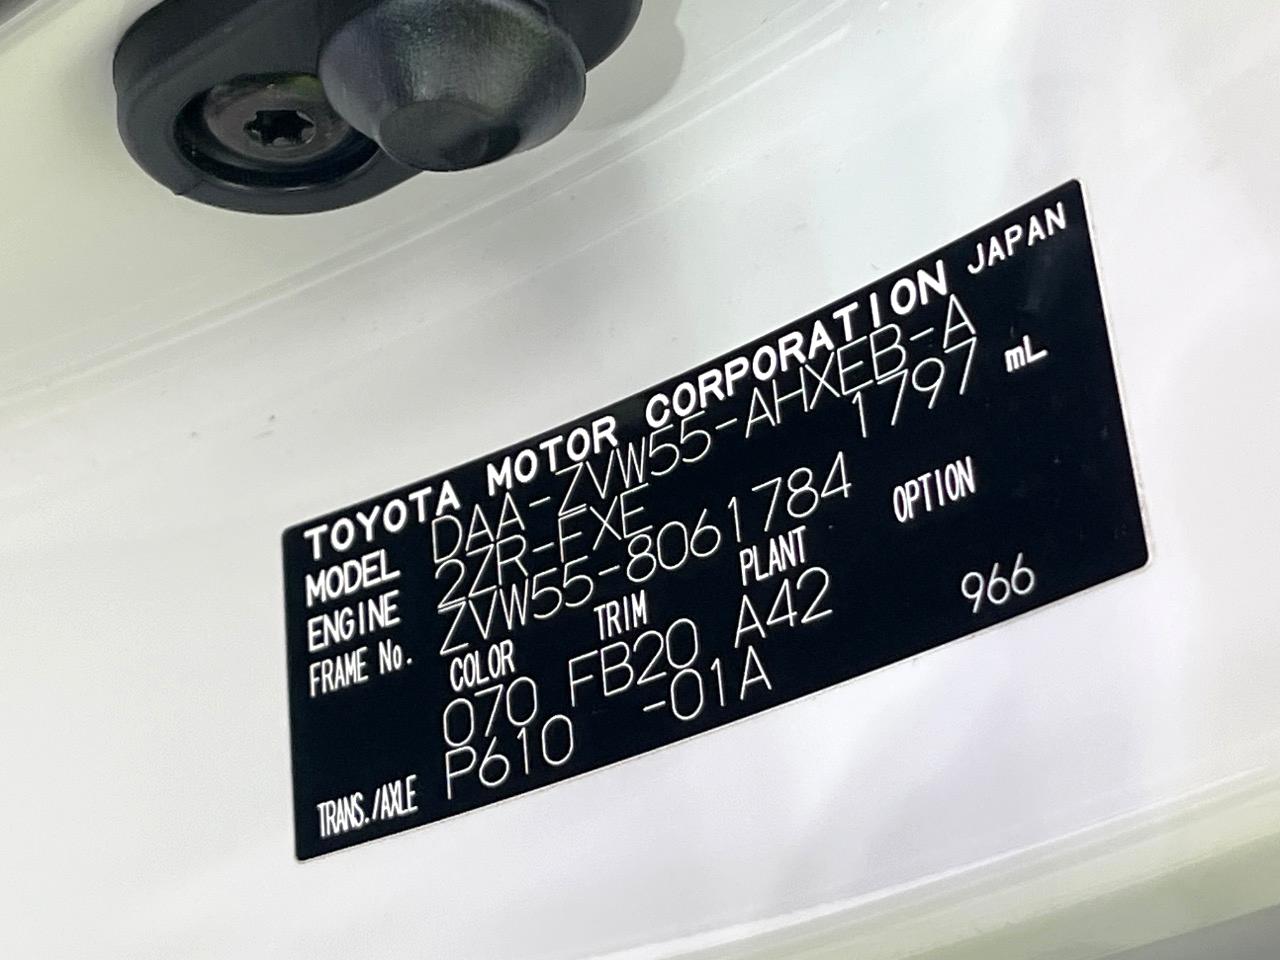 TOYOTA MOTOR CORPORATION JAPAN
MODEL DAA-ZVW55-AHXEB-A
ENGINE 2ZR-FXE 1797 mL
FRAME No. ZVW55-8061784
COLOR TRIM PLANT OPTION
070 FB20 A42 966
TRANS./AXLE P610 -01A